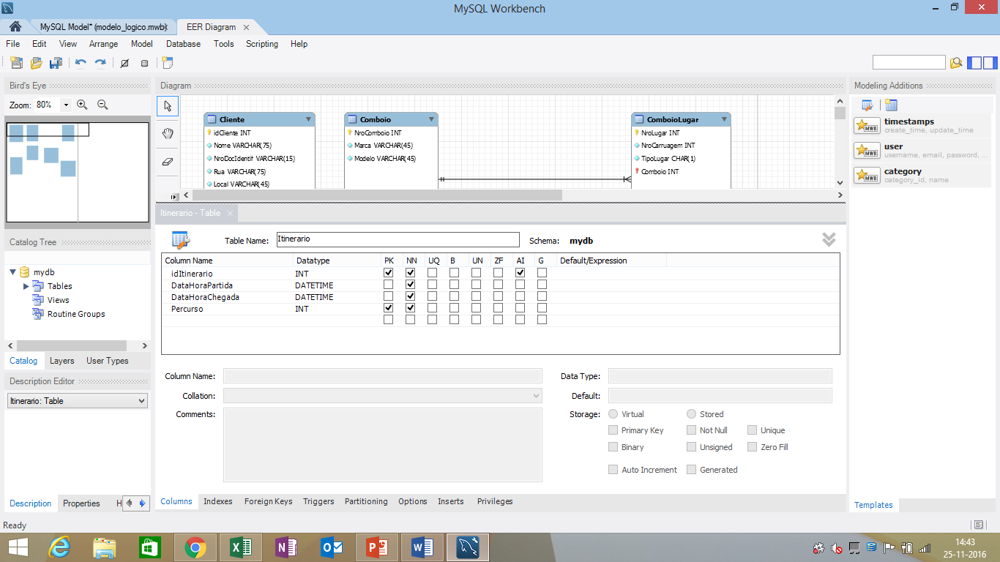 MySQL Workbench
MySQL Model* (modelo_logico.mwb)
EER Diagram
File Edit View Arrange Model Database Tools Scripting Help
Bird's Eye
Zoom: 80%
Diagram
Cliente
idCliente INT
Nome VARCHAR(75)
NroDocIdentif VARCHAR(15)
Rua VARCHAR(75)
Local VARCHAR(45)
Comboio
NroComboio INT
Marca VARCHAR(45)
Modelo VARCHAR(45)
ComboioLugar
NroLugar INT
NroCarruagem INT
TipoLugar CHAR(1)
Comboio INT
Modeling Additions
timestamps
create_time, update_time
user
username, email, password, ...
category
category_id, name
MWB
MWB
MWB
Templates
Catalog Tree
mydb
Tables
Views
Routine Groups
Catalog Layers User Types
Description Editor
Itinerario: Table
Description Properties H
Itinerario - Table
Table Name: Itinerario Schema: mydb
Column Name Datatype PK NN UQ B UN ZF AI G Default/Expression
idItinerario INT
DataHoraPartida DATETIME
DataHoraChegada DATETIME
Percurso INT
Column Name: Data Type:
Collation: Default:
Comments: Storage: Virtual Stored
Primary Key Not Null Unique
Binary Unsigned Zero Fill
Auto Increment Generated
Columns Indexes Foreign Keys Triggers Partitioning Options Inserts Privileges
Ready
14:43
25-11-2016